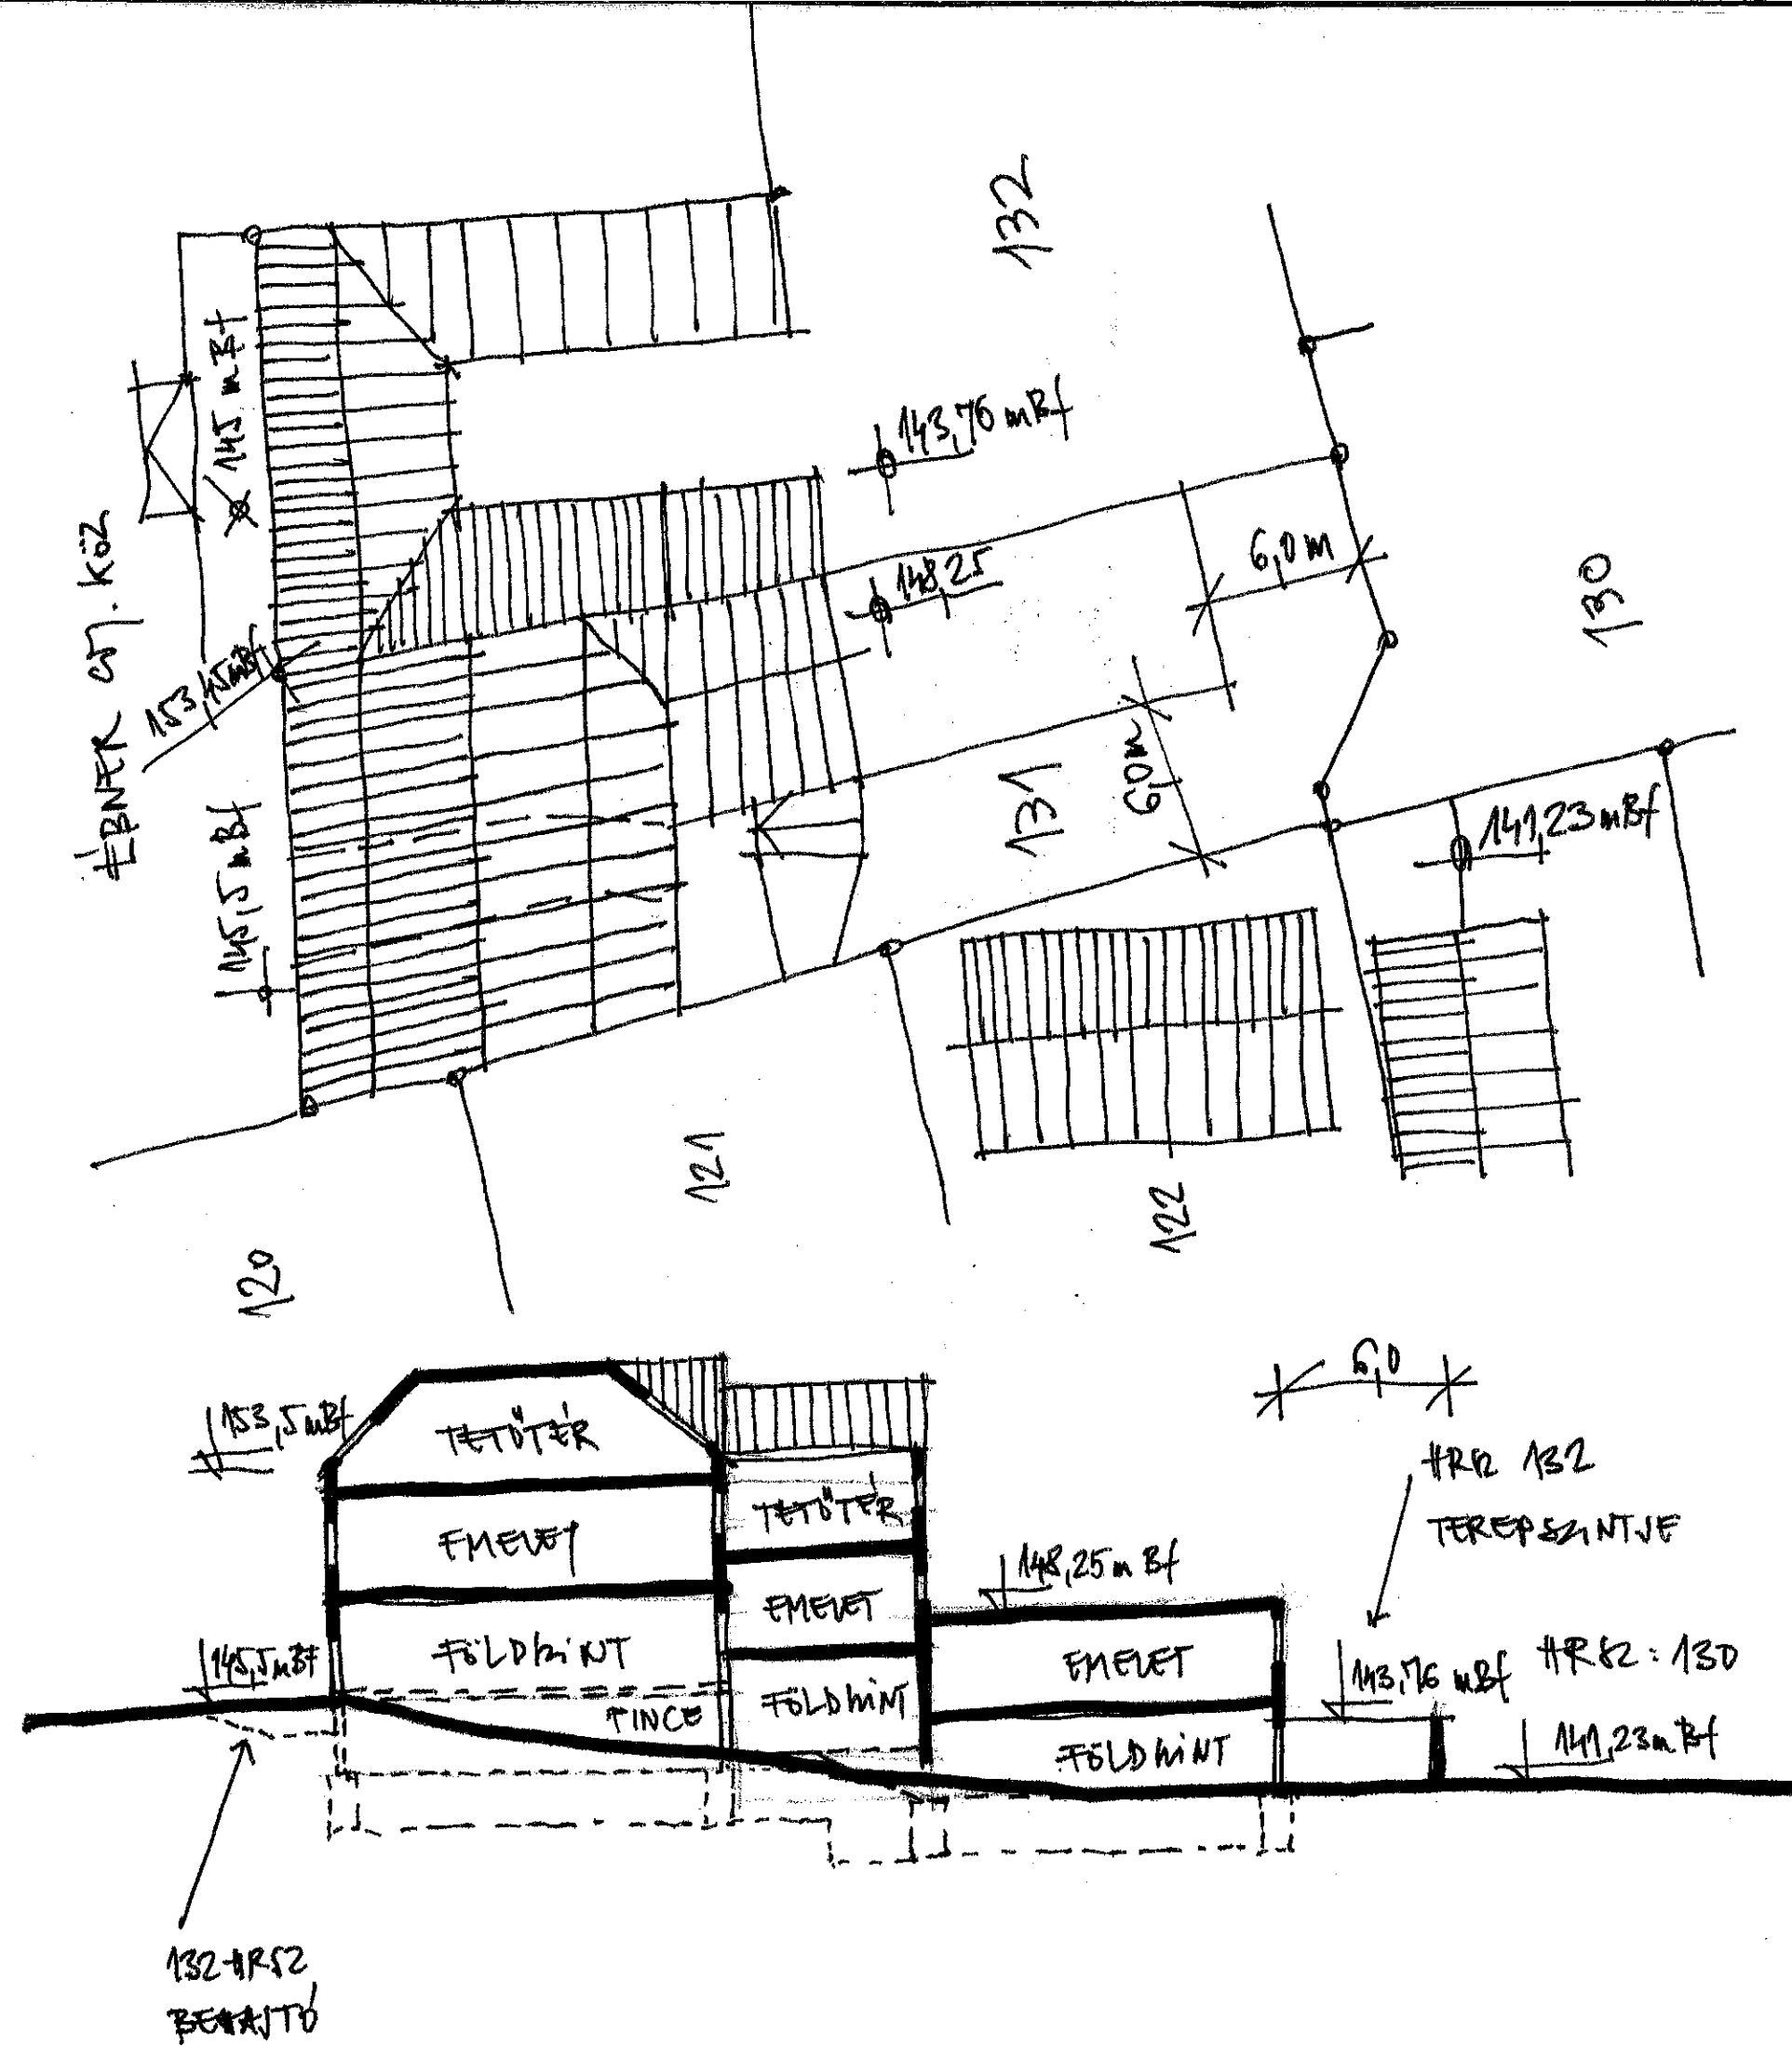 132
143,76 mBf
145 mBf
6,0 m
148,25
130
153,45 mBf
ÉBNER GY. KÖZ
131
6,0 m
141,23 mBf
145,5 mBf
121
122
120
6,0
153,5 mBf
TETŐTÉR
HRSZ 132
TEREPSZINTJE
TETŐTÉR
EMELET
148,25 m Bf
EMELET
145,5 mBf
FÖLDSZINT
EMELET
143,76 mBf
HRSZ: 130
FÖLDSZINT
PINCE
FÖLDSZINT
141,23 m Bf
132 HRSZ
BEHAJTÓ